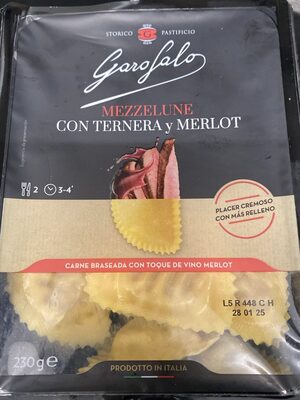 STORICO G PASTIFICIO
Garofalo
MEZZELUNE
CON TERNERA y MERLOT
2 3-4'
PLACER CREMOSO
CON MÁS RELLENO
CARNE BRASEADA CON TOQUE DE VINO MERLOT
L5 R 448 C H
28 01 25
230g e
PRODOTTO IN ITALIA